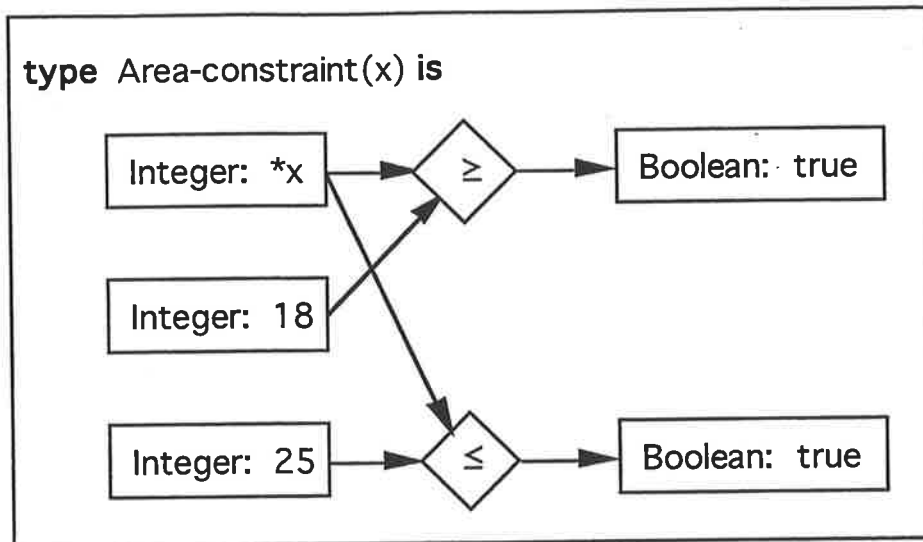 type Area-constraint(x) is
Integer: *x
≥
Boolean: true
Integer: 18
Integer: 25
≤
Boolean: true